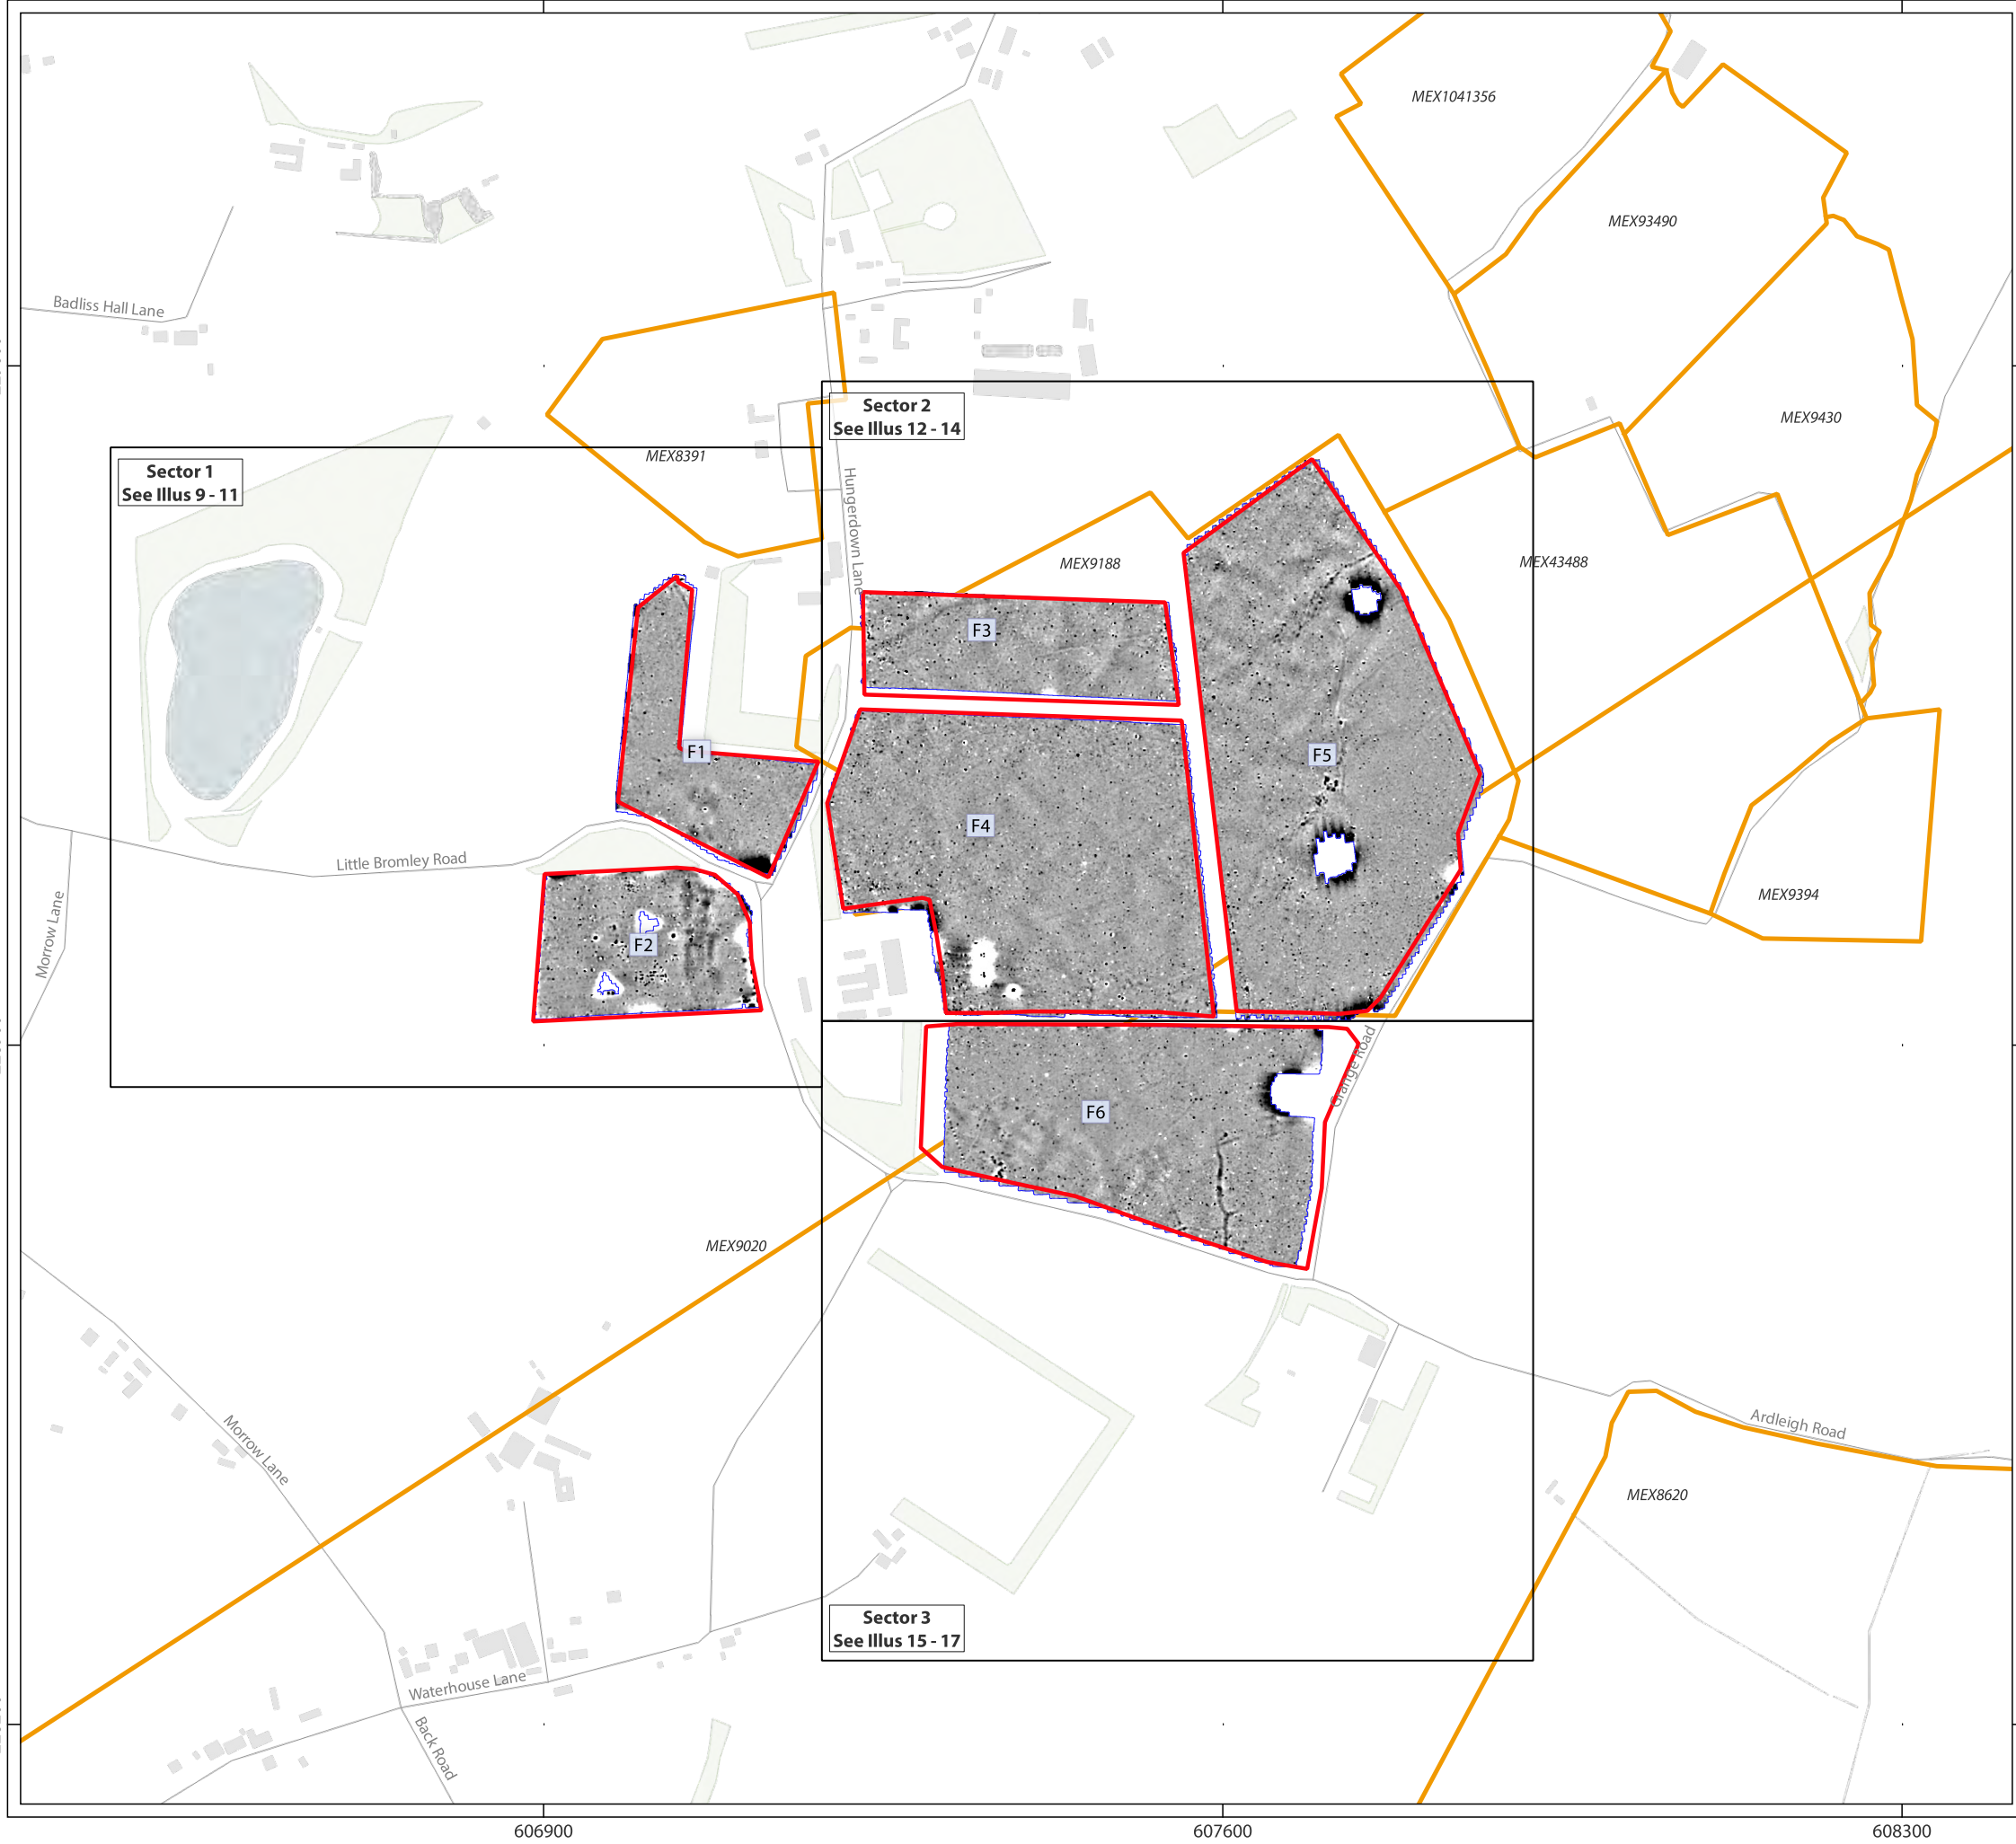 MEX1041356
MEX93490
Badliss Hall Lane
Sector 2
See Illus 12 - 14
MEX9430
MEX8391
Sector 1
See Illus 9 - 11
Hungerdown Lane
MEX9188
MEX43488
F3
F1
F5
F4
Little Bromley Road
MEX9394
Morrow Lane
F2
Grange Road
F6
MEX9020
Morrow Lane
Ardleigh Road
MEX8620
Sector 3
See Illus 15 - 17
Waterhouse Lane
Back Road
606900
607600
608300